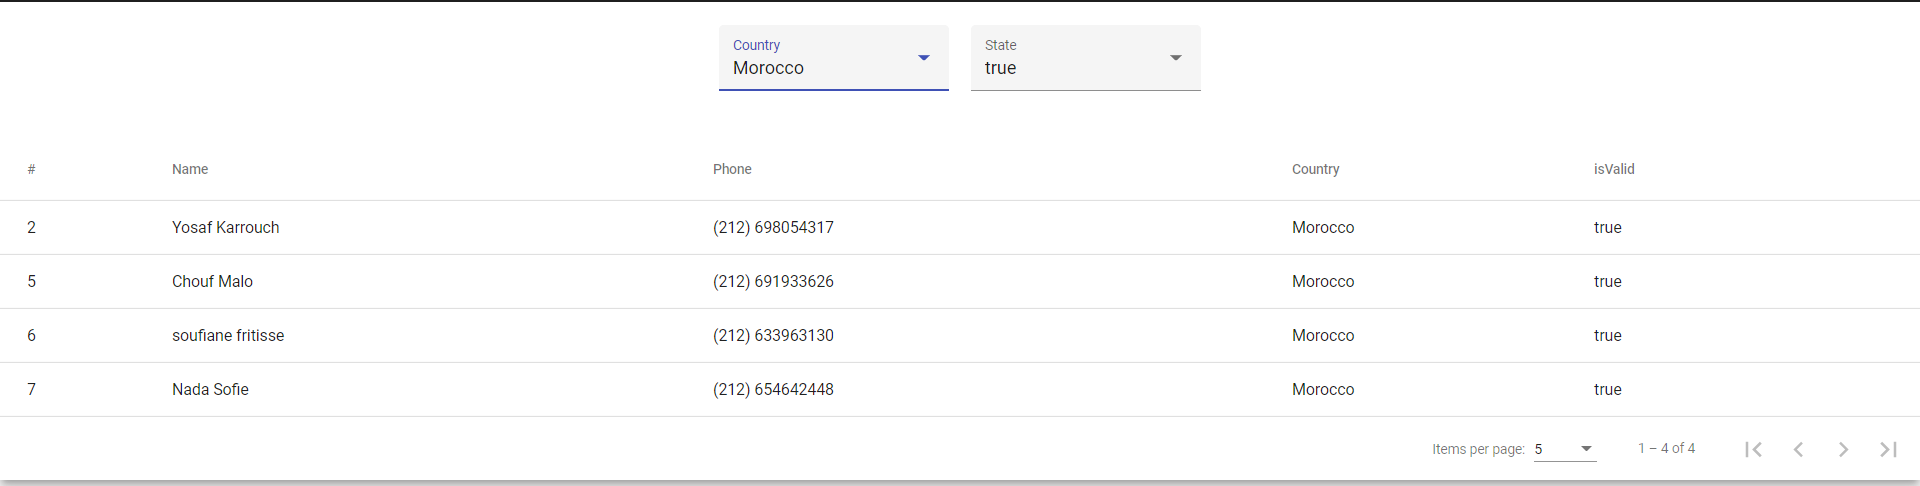 Country State
Morocco true
# Name Phone Country isValid
2 Yosaf Karrouch (212) 698054317 Morocco true
5 Chouf Malo (212) 691933626 Morocco true
6 soufiane fritisse (212) 633963130 Morocco true
7 Nada Sofie (212) 654642448 Morocco true
Items per page: 5 1 – 4 of 4